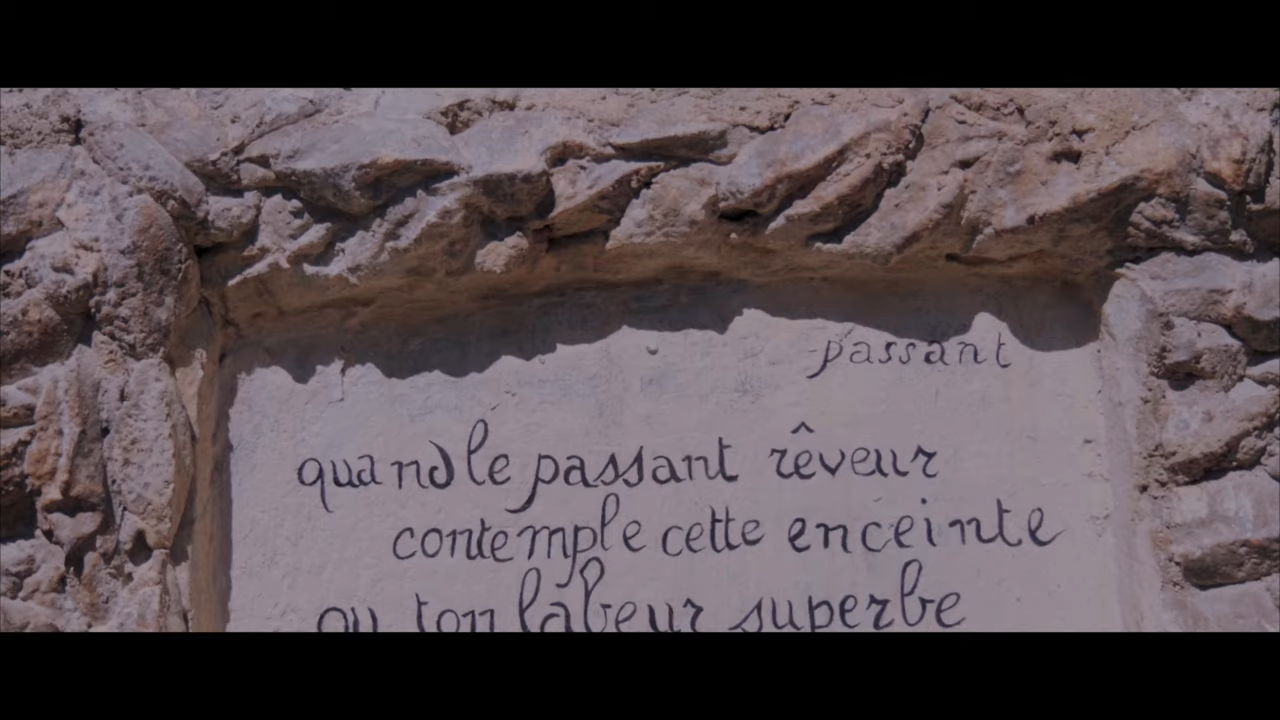 passant
quand le passant rêveur
contemple cette enceinte
ou ton labeur superbe